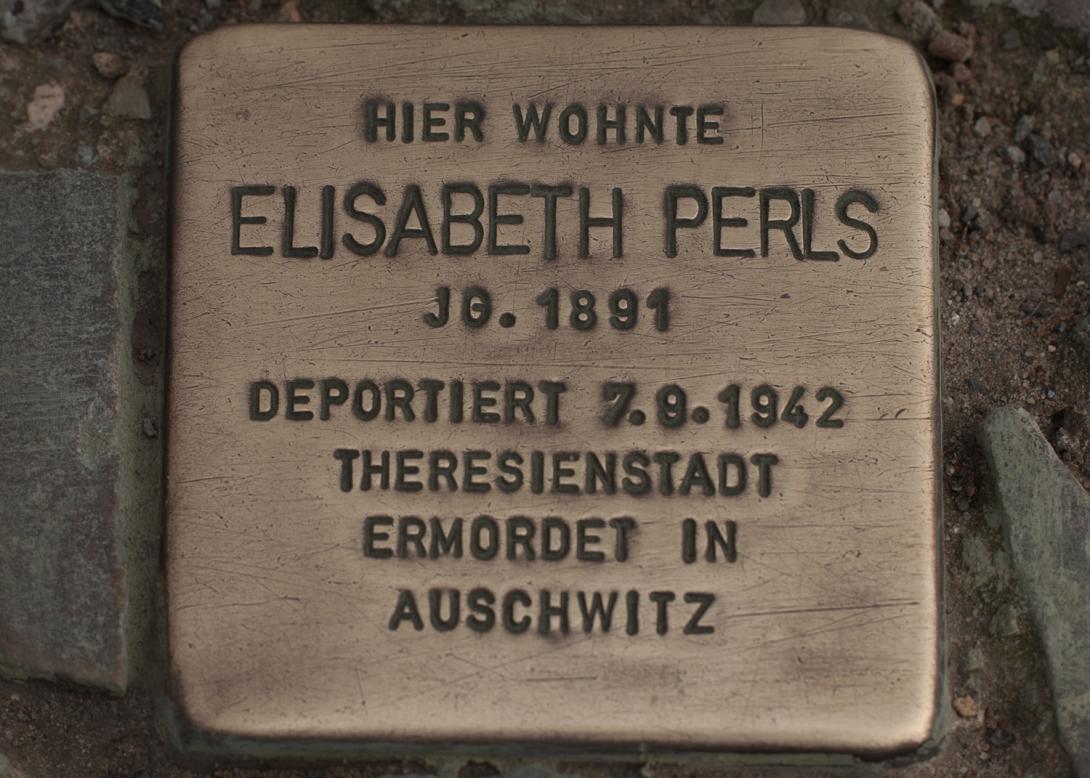 HIER WOHNTE
ELISABETH PERLS
JG. 1891
DEPORTIERT 7.9.1942
THERESIENSTADT
ERMORDET IN
AUSCHWITZ